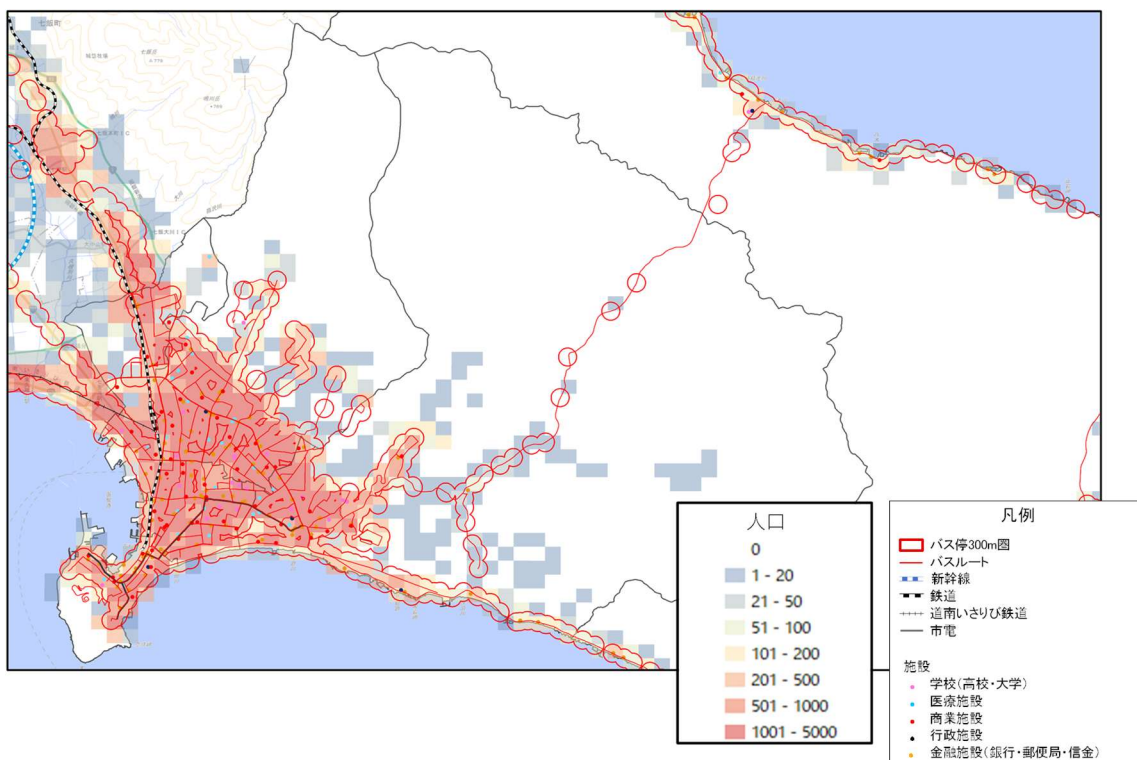 七飯町
人口
0
1 - 20
21 - 50
51 - 100
101 - 200
201 - 500
501 - 1000
1001 - 5000
凡例
バス停300m圏
バスルート
新幹線
鉄道
道南いさりび鉄道
市電
施設
学校(高校・大学)
医療施設
商業施設
行政施設
金融施設(銀行・郵便局・信金)